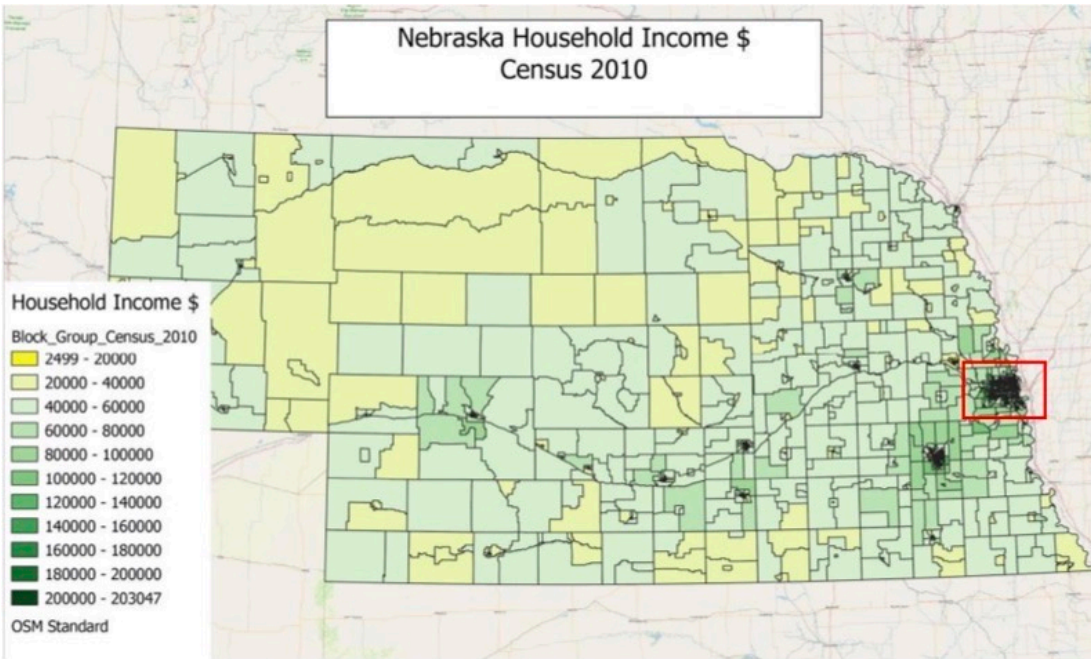 Nebraska Household Income $
Census 2010
Household Income $
Block_Group_Census_2010
2499 - 20000
20000 - 40000
40000 - 60000
60000 - 80000
80000 - 100000
100000 - 120000
120000 - 140000
140000 - 160000
160000 - 180000
180000 - 200000
200000 - 203047
OSM Standard